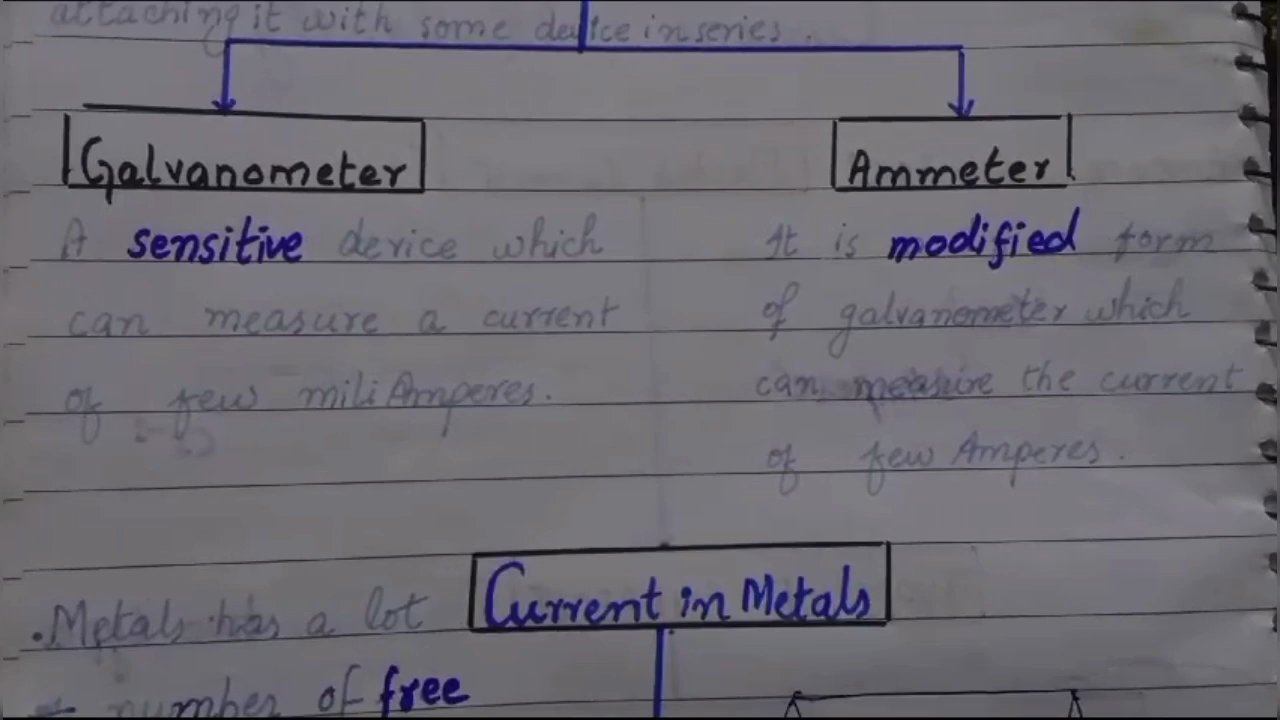 attaching it with some device in series.
Galvanometer
Ammeter
A sensitive device which
can measure a current
of few miliAmperes.
It is modified form
of galvanometer which
can measure the current
of few Amperes.
Current in Metals
.Metals has a lot
number of free